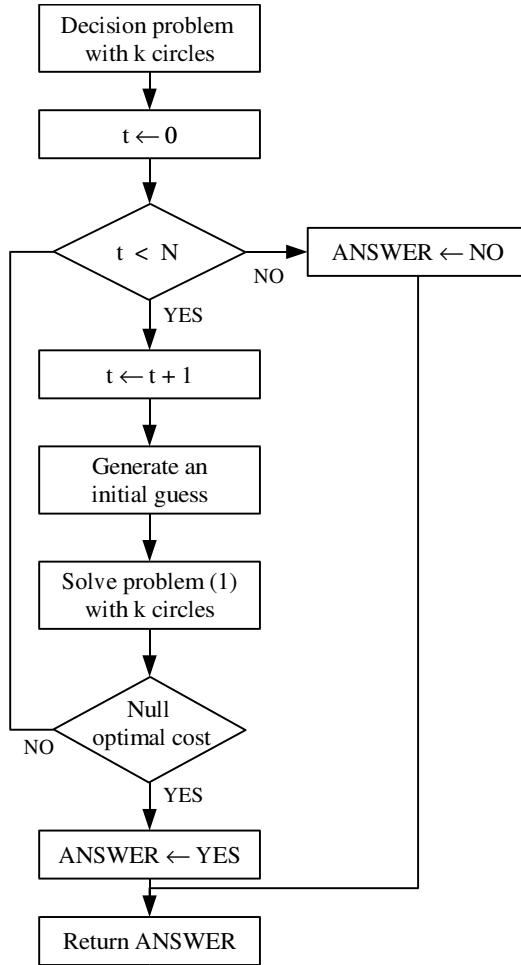 Decision problem
with k circles
t ← 0
t < N
NO
ANSWER ← NO
YES
t ← t + 1
Generate an
initial guess
Solve problem (1)
with k circles
Null
optimal cost
NO
YES
ANSWER ← YES
Return ANSWER